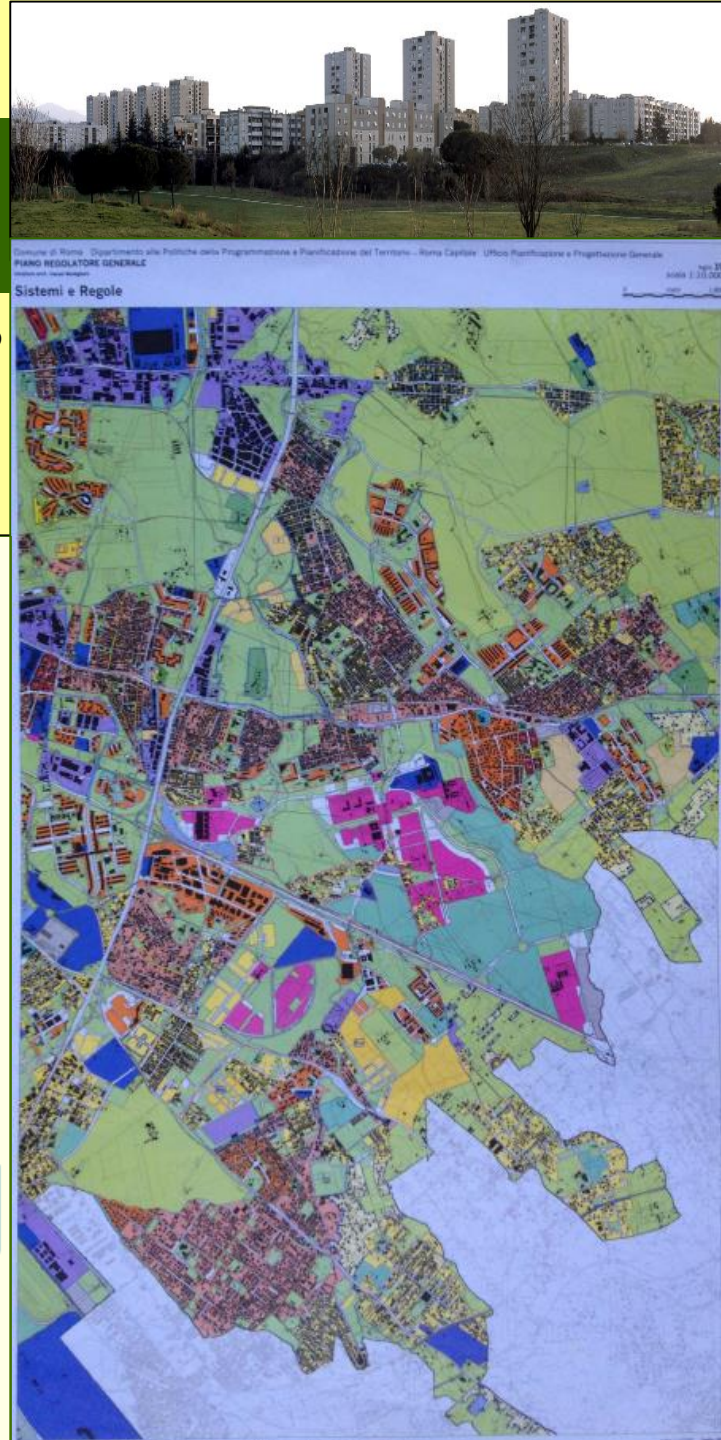 Comune di Roma Dipartimento alle Politiche della Programmazione e Pianificazione del Territorio - Roma Capitale Ufficio Pianificazione e Progettazione Generale
PIANO REGOLATORE GENERALE
Sistemi e Regole